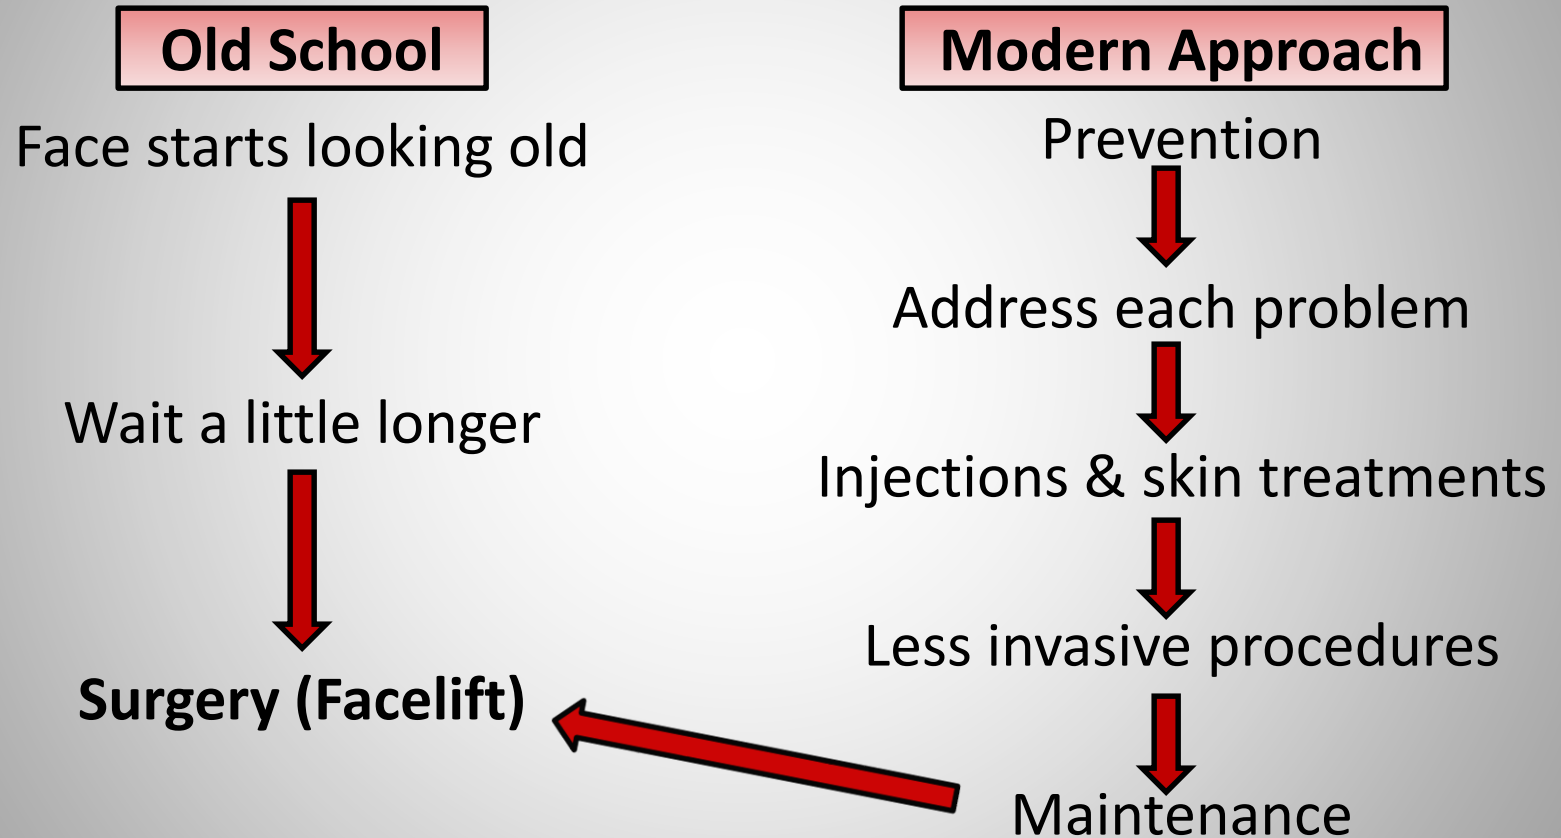 Old School
Face starts looking old
Wait a little longer
Surgery (Facelift)
Modern Approach
Prevention
Address each problem
Injections & skin treatments
Less invasive procedures
Maintenance